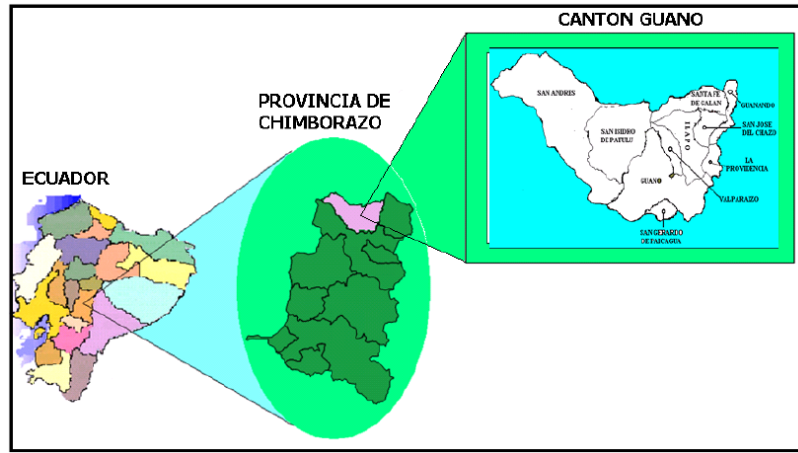 CANTON GUANO
PROVINCIA DE
CHIMBORAZO
ECUADOR
SAN ANDRES
SANTA FE
DE GALAN
GUANANDO
SAN ISIDRO
DE PATULU
ILAPO
SAN JOSE
DEL CHAZO
LA
PROVIDENCIA
GUANO
VALPARAIZO
SAN GERARDO
DE PAICAGUA